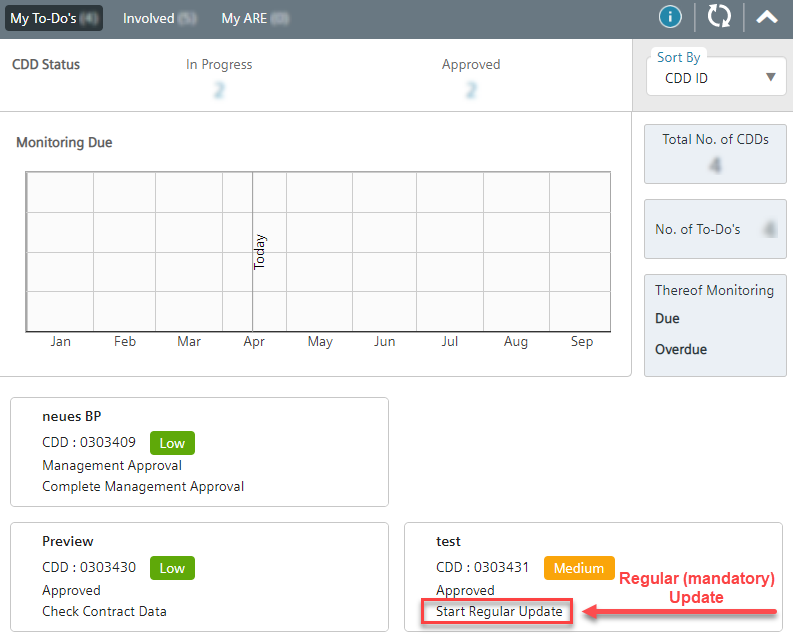 My To-Do's (4) Involved (5) My ARE (0)
CDD Status
In Progress
2
Approved
2
Sort By
CDD ID
Monitoring Due
Total No. of CDDs
4
No. of To-Do's 4
Thereof Monitoring
Due
Overdue
Today
Jan Feb Mar Apr May Jun Jul Aug Sep
neues BP
CDD : 0303409 Low
Management Approval
Complete Management Approval
Preview
CDD : 0303430 Low
Approved
Check Contract Data
test
CDD : 0303431 Medium
Approved
Start Regular Update
Regular (mandatory)
Update